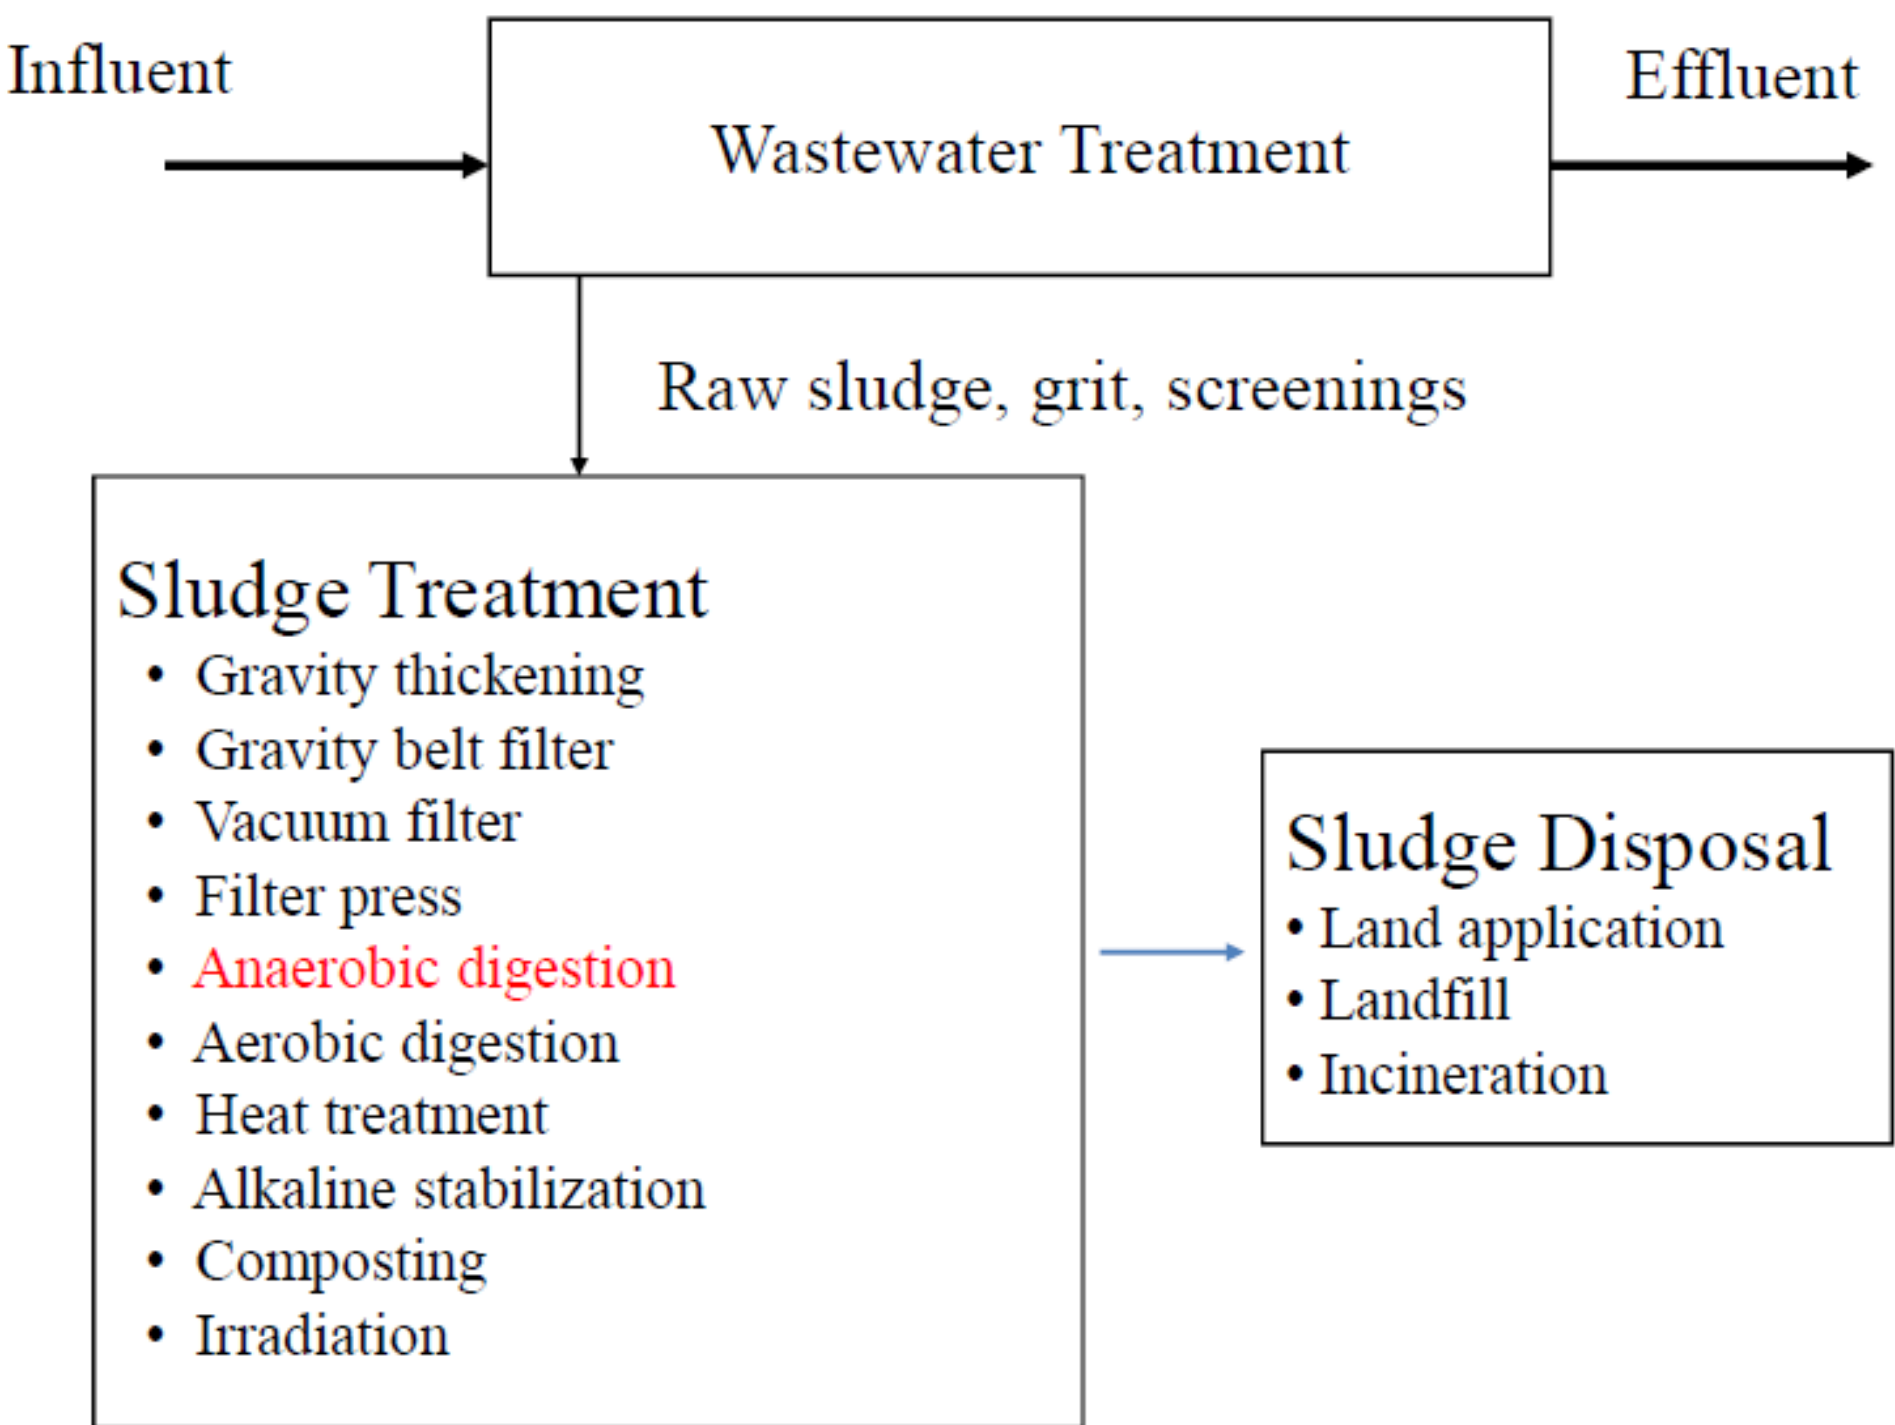 Influent
Effluent
Wastewater Treatment
Raw sludge, grit, screenings
Sludge Treatment
• Gravity thickening
• Gravity belt filter
• Vacuum filter
• Filter press
• Anaerobic digestion
• Aerobic digestion
• Heat treatment
• Alkaline stabilization
• Composting
• Irradiation
Sludge Disposal
• Land application
• Landfill
• Incineration